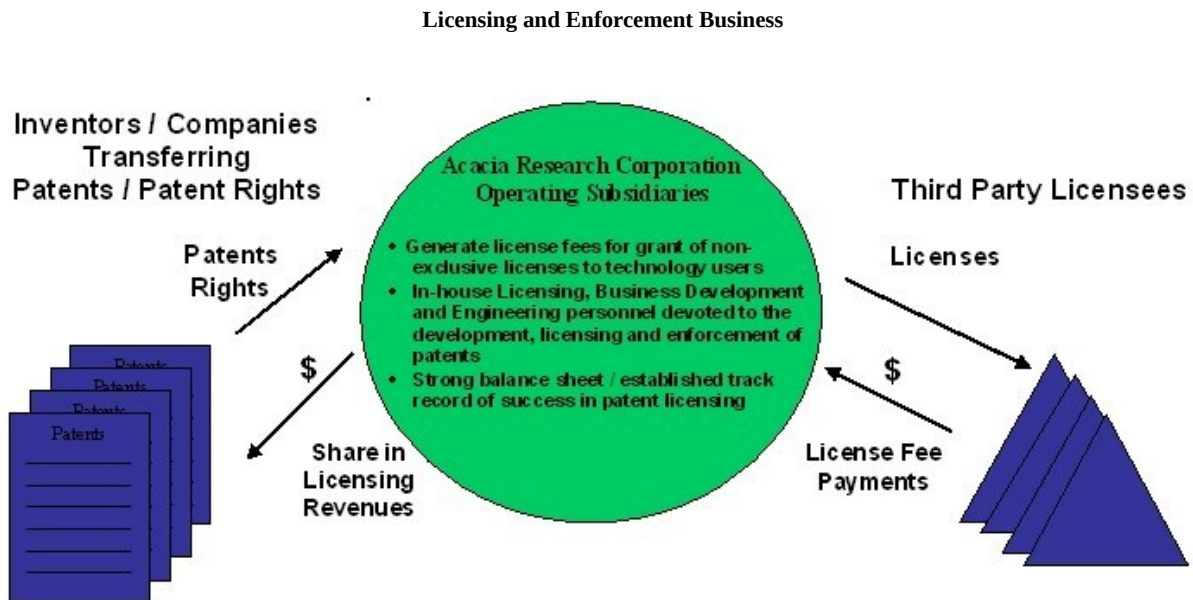 Licensing and Enforcement Business
Inventors / Companies
Transferring
Patents / Patent Rights
Patents
Rights
$
Share in
Licensing
Revenues
Patents
Patents
Patents
Patents
Acacia Research Corporation
Operating Subsidiaries
• Generate license fees for grant of non-
exclusive licenses to technology users
• In-house Licensing, Business Development
and Engineering personnel devoted to the
development, licensing and enforcement of
patents
• Strong balance sheet / established track
record of success in patent licensing
Third Party Licensees
Licenses
$
License Fee
Payments